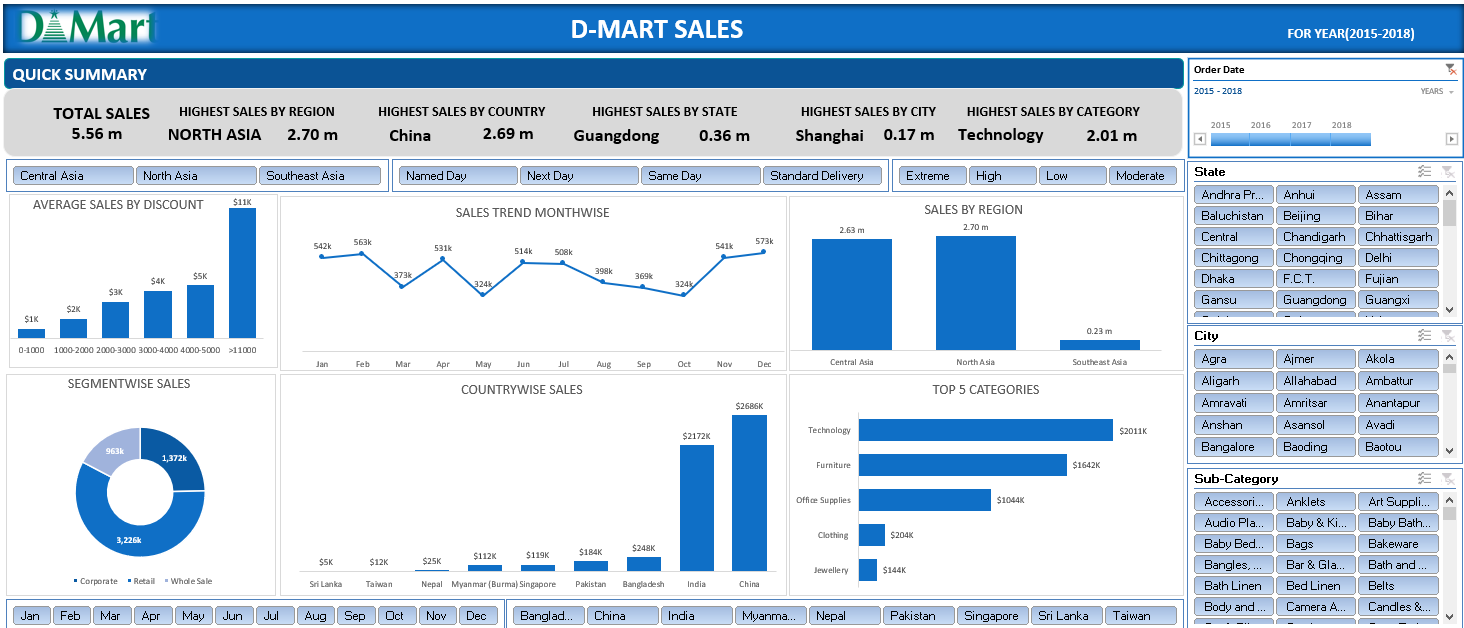 D Mart
D-MART SALES
FOR YEAR(2015-2018)
QUICK SUMMARY
TOTAL SALES
5.56 m
HIGHEST SALES BY REGION
NORTH ASIA 2.70 m
HIGHEST SALES BY COUNTRY
China 2.69 m
HIGHEST SALES BY STATE
Guangdong 0.36 m
HIGHEST SALES BY CITY
Shanghai 0.17 m
HIGHEST SALES BY CATEGORY
Technology 2.01 m
Order Date
2015 - 2018 YEARS
2015 2016 2017 2018
Central Asia North Asia Southeast Asia
Named Day Next Day Same Day Standard Delivery
Extreme High Low Moderate
AVERAGE SALES BY DISCOUNT
$1K $2K $3K $4K $5K $11K
0-1000 1000-2000 2000-3000 3000-4000 4000-5000 >11000
SALES TREND MONTHWISE
542k 563k 373k 531k 324k 514k 508k 398k 369k 324k 541k 573k
Jan Feb Mar Apr May Jun Jul Aug Sep Oct Nov Dec
SALES BY REGION
2.63 m 2.70 m 0.23 m
Central Asia North Asia Southeast Asia
SEGMENTWISE SALES
963k 1,372k
3,226k
Corporate Retail Whole Sale
COUNTRYWISE SALES
$5K $12K $25K $112K $119K $184K $248K $2172K $2686K
Sri Lanka Taiwan Nepal Myanmar (Burma) Singapore Pakistan Bangladesh India China
TOP 5 CATEGORIES
Technology $2011K
Furniture $1642K
Office Supplies $1044K
Clothing $204K
Jewellery $144K
Jan Feb Mar Apr May Jun Jul Aug Sep Oct Nov Dec
Banglad... China India Myanma... Nepal Pakistan Singapore Sri Lanka Taiwan
State
Andhra Pr... Anhui Assam
Baluchistan Beijing Bihar
Central Chandigarh Chhattisgarh
Chittagong Chongqing Delhi
Dhaka F.C.T. Fujian
Gansu Guangdong Guangxi
City
Agra Ajmer Akola
Aligarh Allahabad Ambattur
Amravati Amritsar Anantapur
Anshan Asansol Avadi
Bangalore Baoding Baotou
Sub-Category
Accessori... Anklets Art Suppli...
Audio Pla... Baby & Ki... Baby Bath...
Baby Bed... Bags Bakeware
Bangles, ... Bar & Gla... Bath and ...
Bath Linen Bed Linen Belts
Body and ... Camera A... Candles &...